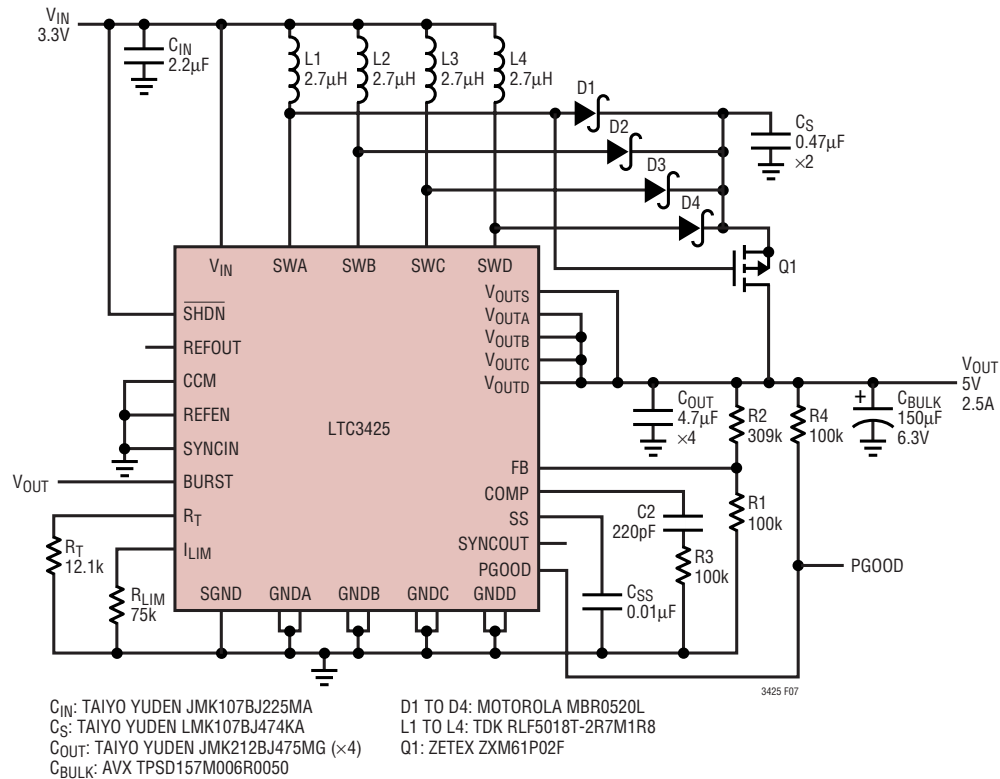 VIN
3.3V
CIN
2.2µF
L1
2.7µH
L2
2.7µH
L3
2.7µH
L4
2.7µH
D1
D2
D3
D4
CS
0.47µF
×2
Q1
VIN
SWA
SWB
SWC
SWD
SHDN
REFOUT
CCM
REFEN
SYNCIN
BURST
RT
ILIM
VOUTS
VOUTA
VOUTB
VOUTC
VOUTD
LTC3425
FB
COMP
SS
SYNCOUT
PGOOD
SGND
GNDA
GNDB
GNDC
GNDD
VOUT
RT
12.1k
RLIM
75k
COUT
4.7µF
×4
R2
309k
R4
100k
+
CBULK
150µF
6.3V
VOUT
5V
2.5A
R1
100k
C2
220pF
R3
100k
CSS
0.01µF
PGOOD
3425 F07
CIN: TAIYO YUDEN JMK107BJ225MA
CS: TAIYO YUDEN LMK107BJ474KA
COUT: TAIYO YUDEN JMK212BJ475MG (×4)
CBULK: AVX TPSD157M006R0050
D1 TO D4: MOTOROLA MBR0520L
L1 TO L4: TDK RLF5018T-2R7M1R8
Q1: ZETEX ZXM61P02F